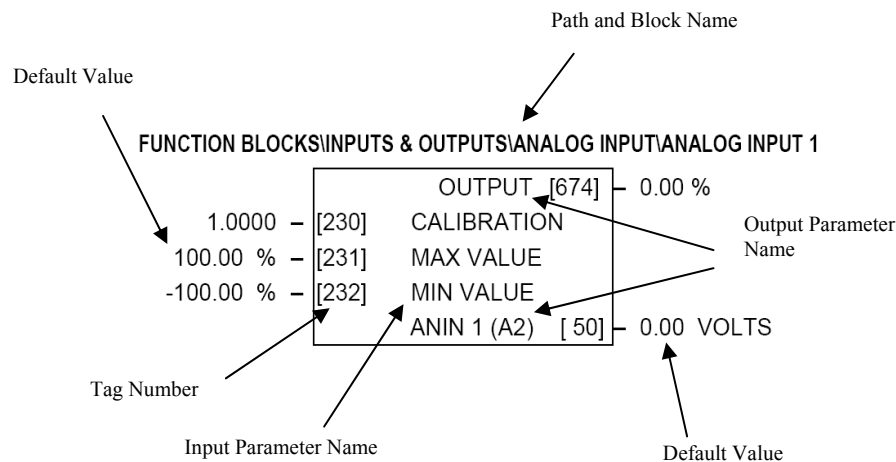 Path and Block Name
Default Value
FUNCTION BLOCKS\INPUTS & OUTPUTS\ANALOG INPUT\ANALOG INPUT 1
OUTPUT [674] – 0.00 %
1.0000 – [230] CALIBRATION
100.00 % – [231] MAX VALUE
-100.00 % – [232] MIN VALUE
ANIN 1 (A2) [ 50] – 0.00 VOLTS
Output Parameter
Name
Tag Number
Input Parameter Name
Default Value